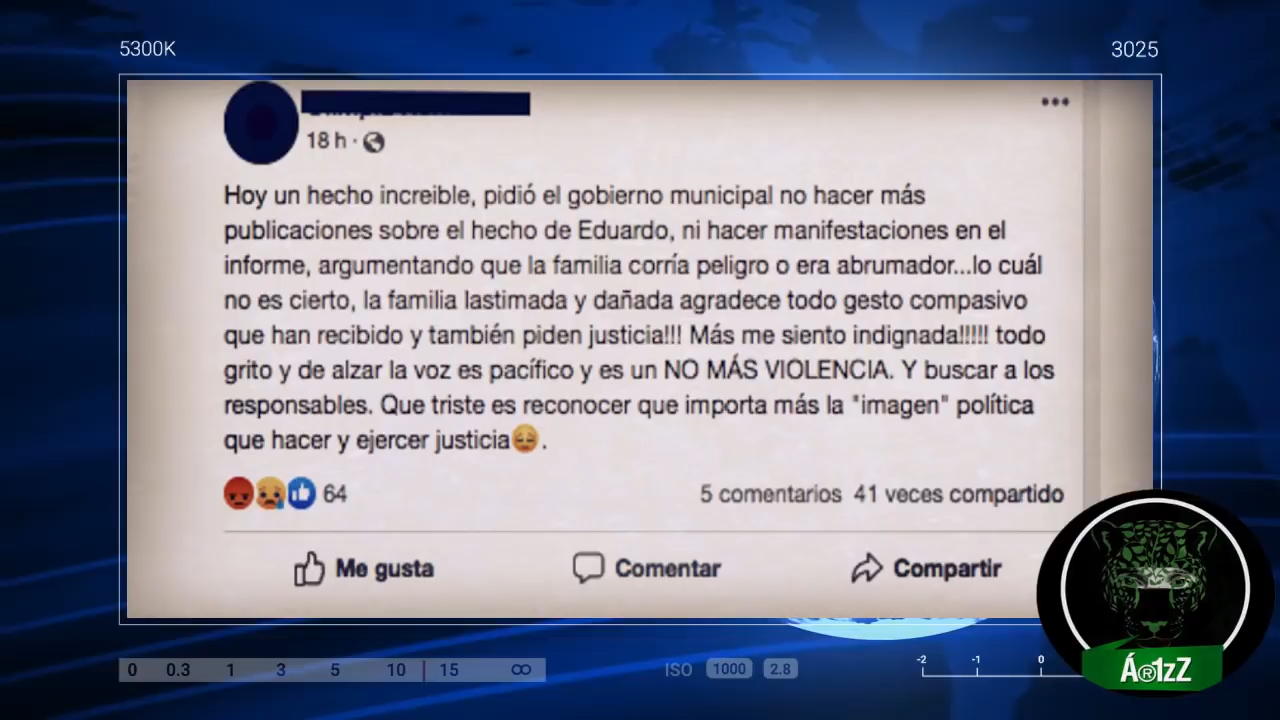 5300K
3025
18 h ·
Hoy un hecho increible, pidió el gobierno municipal no hacer más
publicaciones sobre el hecho de Eduardo, ni hacer manifestaciones en el
informe, argumentando que la familia corría peligro o era abrumador...lo cuál
no es cierto, la familia lastimada y dañada agradece todo gesto compasivo
que han recibido y también piden justicia!!! Más me siento indignada!!!!! todo
grito y de alzar la voz es pacífico y es un NO MÁS VIOLENCIA. Y buscar a los
responsables. Que triste es reconocer que importa más la "imagen" política
que hacer y ejercer justicia😔.
64
5 comentarios 41 veces compartido
Me gusta Comentar Compartir
0 0.3 1 3 5 10 15 ∞ ISO 1000 2.8 -2 -1 0
Á®1zZ